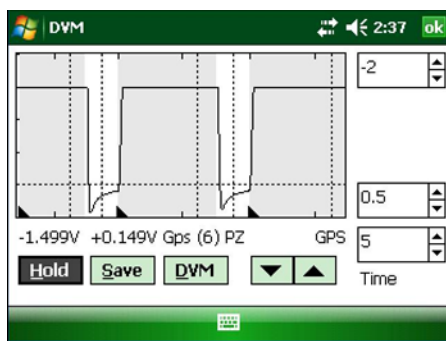 DVM 2:37 ok
-2
0.5
-1.499V +0.149V Gps (6) PZ GPS
5
Hold Save DVM
Time